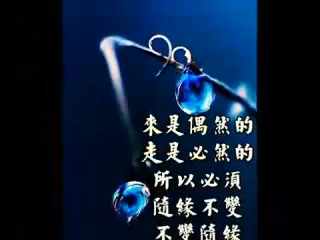 來是偶然的
走是必然的
所以必須
隨緣不變
不變隨緣